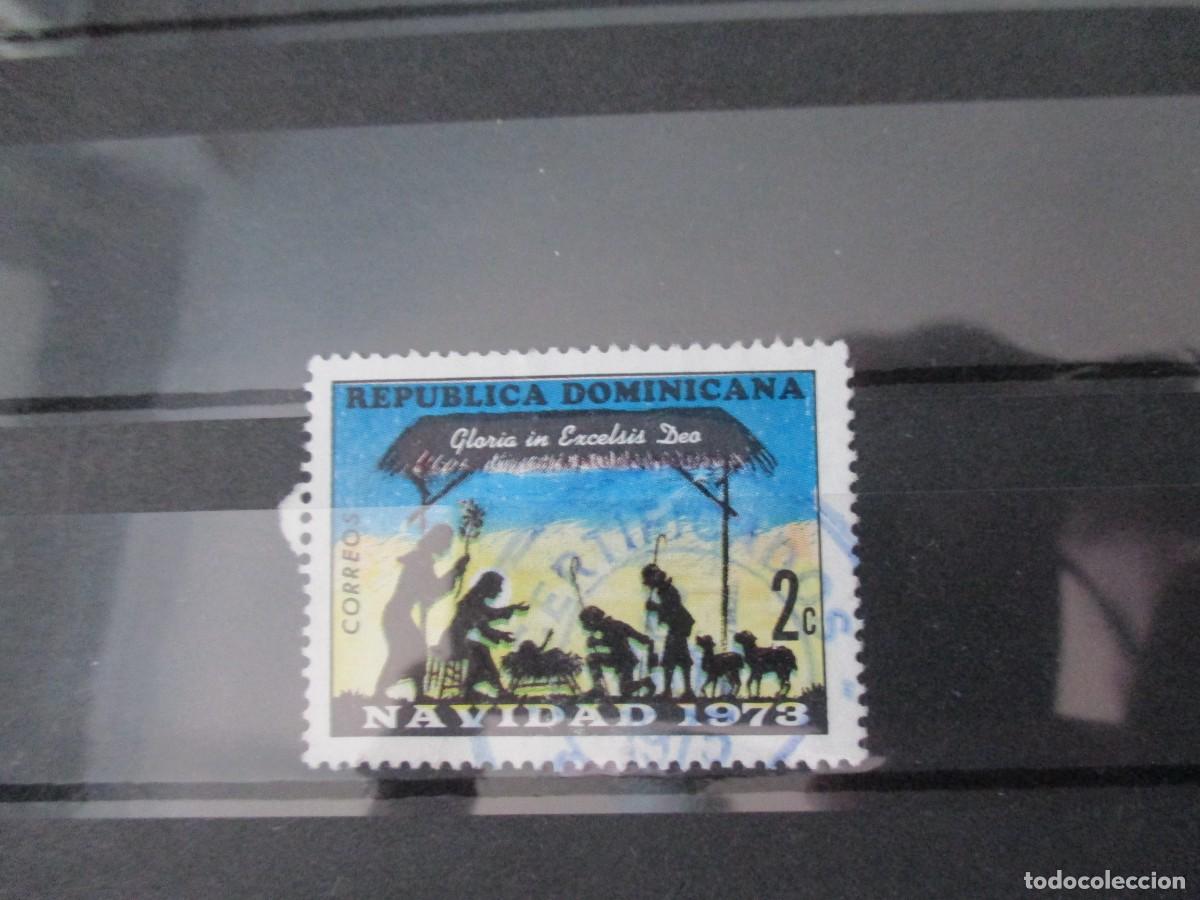 REPUBLICA DOMINICANA
Gloria in Excelsis Deo
CORREOS
2c
NAVIDAD 1973
todocoleccion